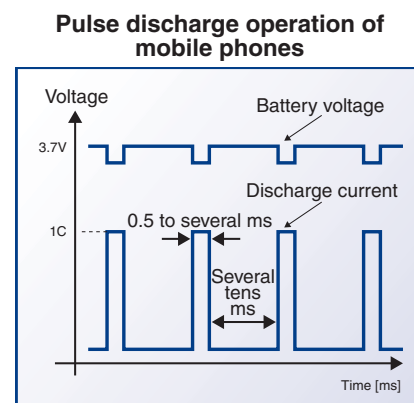 Pulse discharge operation of
mobile phones
Voltage
Battery voltage
3.7V
Discharge current
0.5 to several ms
1C
Several
tens
ms
Time [ms]